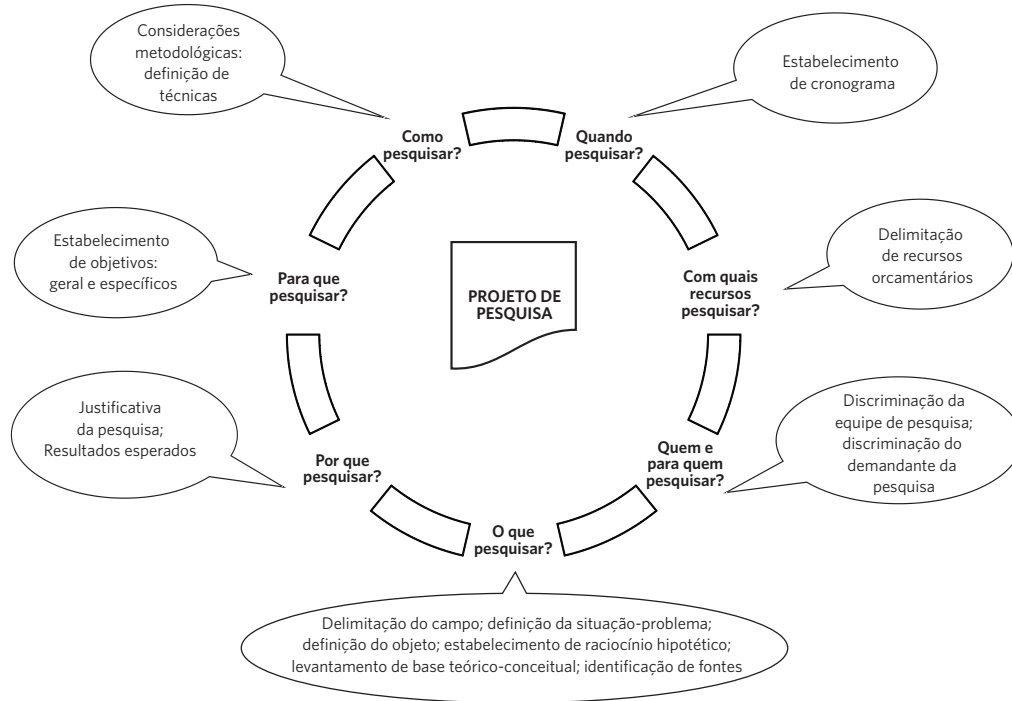 Considerações
metodológicas:
definição de
técnicas
Estabelecimento
de cronograma
Como
pesquisar?
Quando
pesquisar?
Estabelecimento
de objetivos:
geral e específicos
Para que
pesquisar?
PROJETO DE
PESQUISA
Com quais
recursos
pesquisar?
Delimitação
de recursos
orcamentários
Justificativa
da pesquisa;
Resultados esperados
Por que
pesquisar?
Quem e
para quem
pesquisar?
Discriminação da
equipe de pesquisa;
discriminação do
demandante da
pesquisa
O que
pesquisar?
Delimitação do campo; definição da situação-problema;
definição do objeto; estabelecimento de raciocínio hipotético;
levantamento de base teórico-conceitual; identificação de fontes